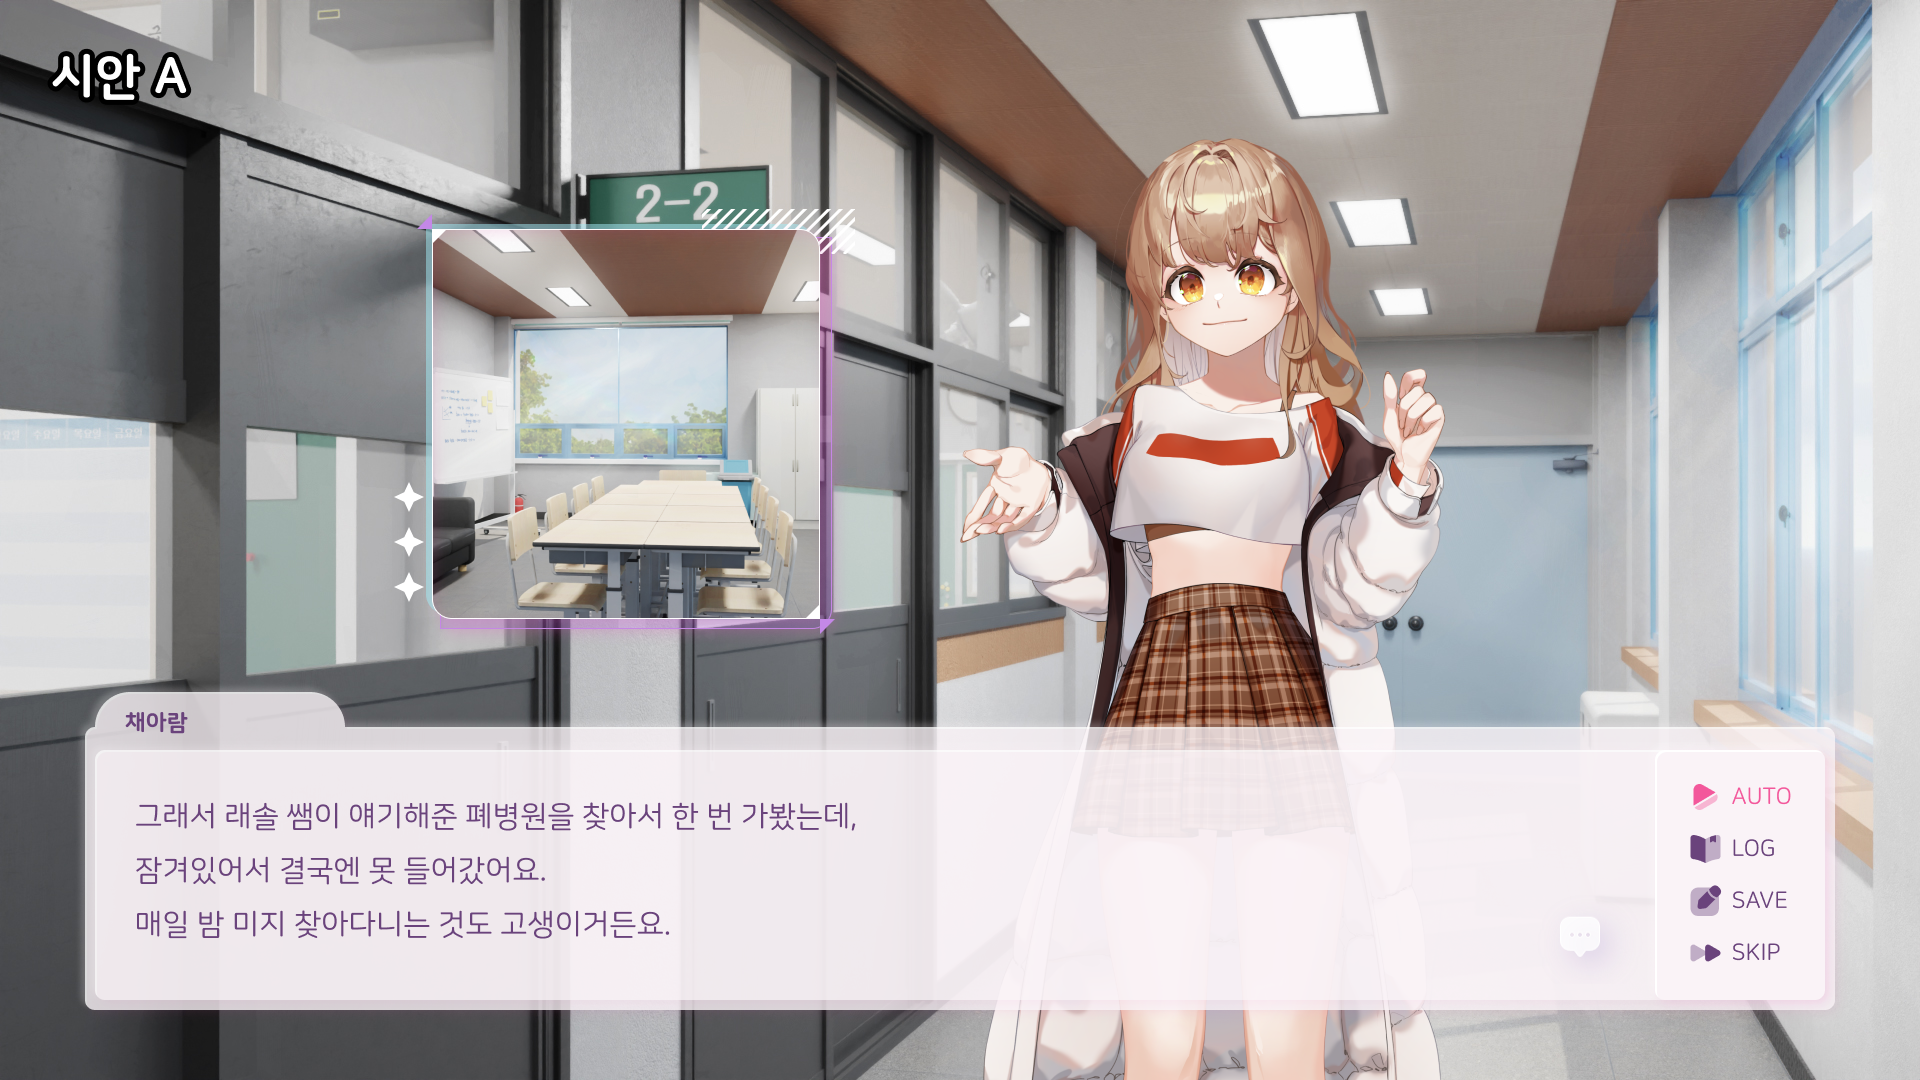 시안 A
2-2
채아람
그래서 래솔 쌤이 얘기해준 폐병원을 찾아서 한 번 가봤는데,
잠겨있어서 결국엔 못 들어갔어요.
매일 밤 미지 찾아다니는 것도 고생이거든요.
AUTO
LOG
SAVE
SKIP